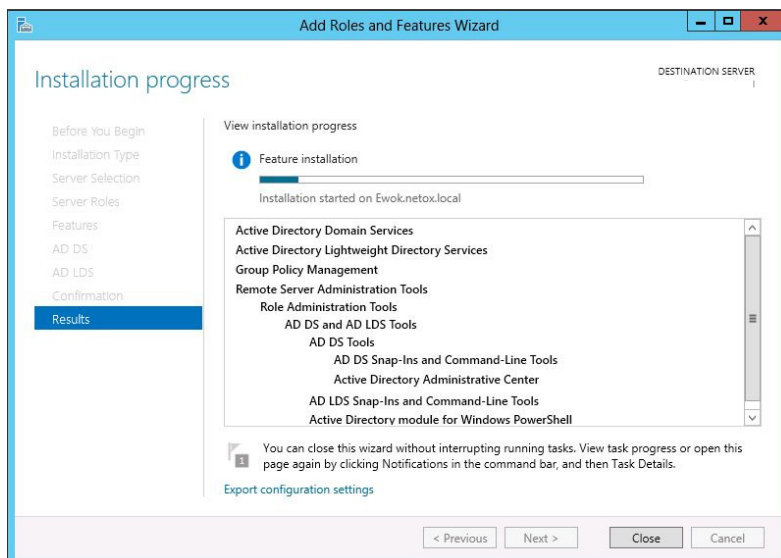 Add Roles and Features Wizard
Installation progress
DESTINATION SERVER
Before You Begin
Installation Type
Server Selection
Server Roles
Features
AD DS
AD LDS
Confirmation
Results
View installation progress
Feature installation
Installation started on Ewok.netox.local
Active Directory Domain Services
Active Directory Lightweight Directory Services
Group Policy Management
Remote Server Administration Tools
Role Administration Tools
AD DS and AD LDS Tools
AD DS Tools
AD DS Snap-Ins and Command-Line Tools
Active Directory Administrative Center
AD LDS Snap-Ins and Command-Line Tools
Active Directory module for Windows PowerShell
1
You can close this wizard without interrupting running tasks. View task progress or open this
page again by clicking Notifications in the command bar, and then Task Details.
Export configuration settings
< Previous
Next >
Close
Cancel